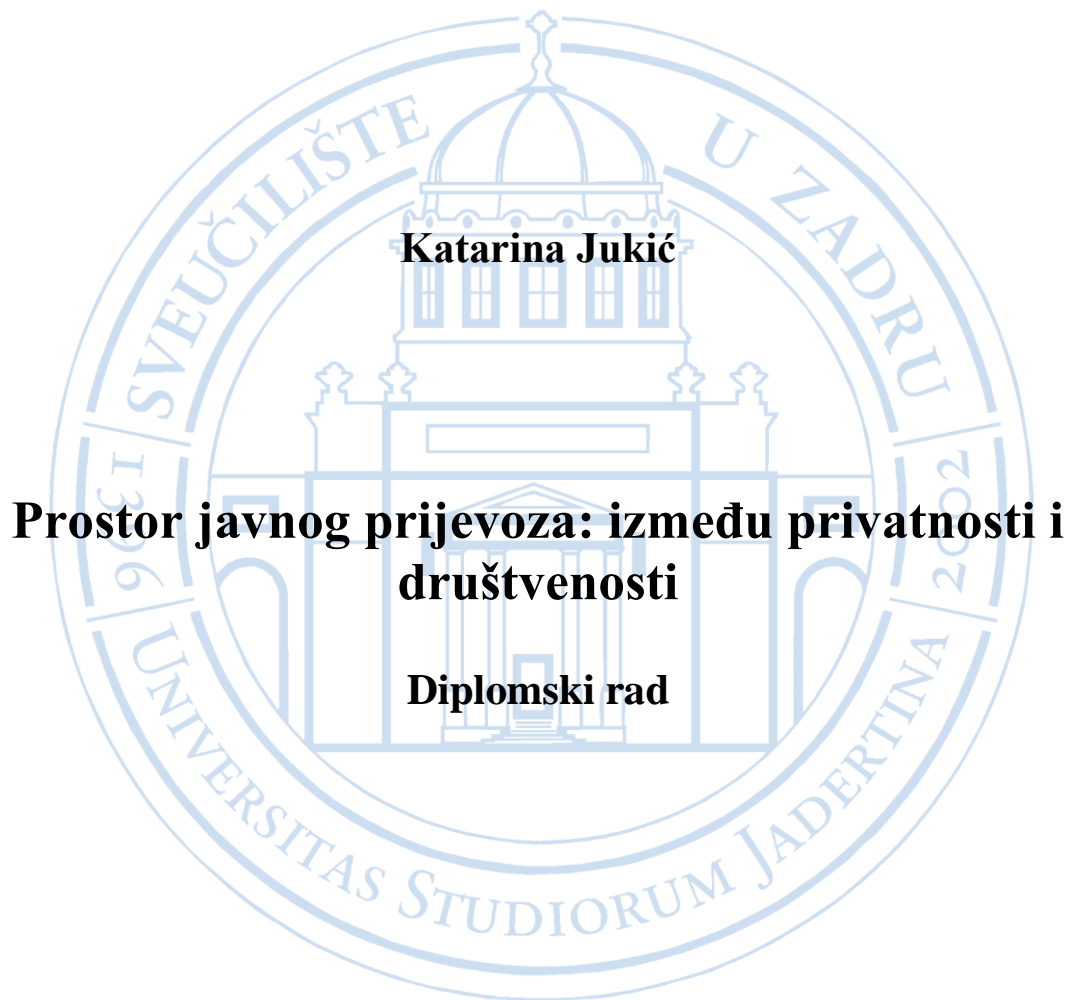 SVEUČILIŠTE U ZADRU
Katarina Jukić
1396
2002
Prostor javnog prijevoza: između privatnosti i
društvenosti
Diplomski rad
UNIVERSITAS STUDIORUM JADERTINA